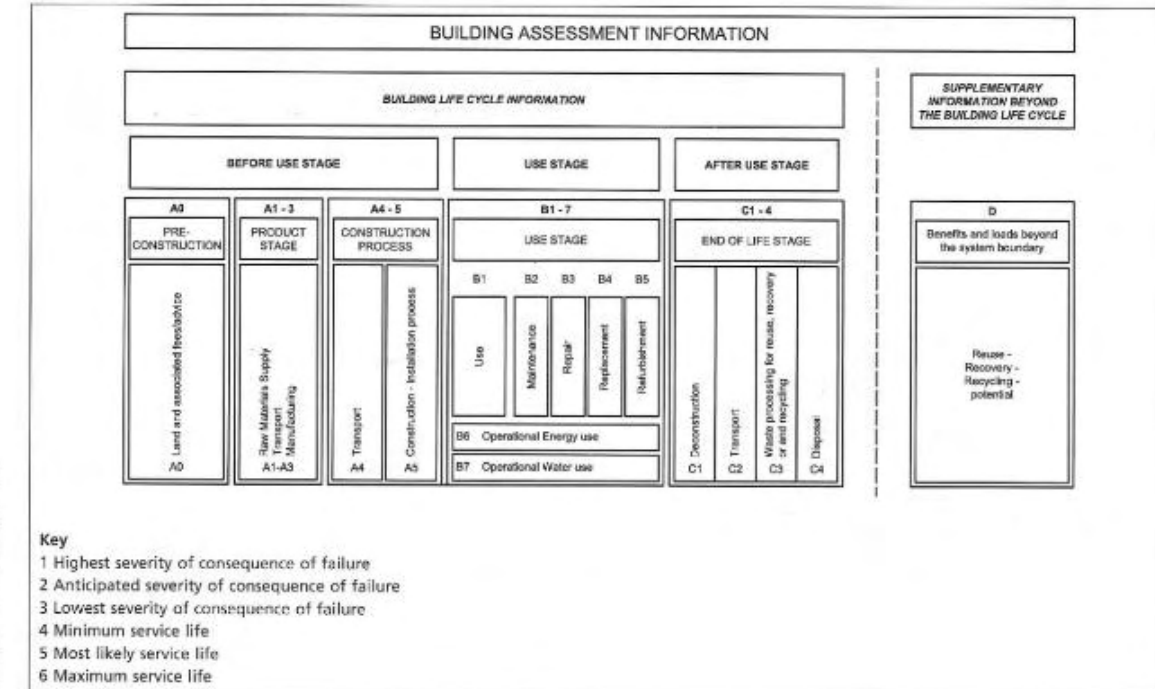 BUILDING ASSESSMENT INFORMATION
BUILDING LIFE CYCLE INFORMATION
SUPPLEMENTARY
INFORMATION BEYOND
THE BUILDING LIFE CYCLE
BEFORE USE STAGE
USE STAGE
AFTER USE STAGE
A0
PRE-
CONSTRUCTION
Land and associated fees/advice
A0
A1 - 3
PRODUCT
STAGE
Raw Materials Supply
Transport
Manufacturing
A1-A3
A4 - 5
CONSTRUCTION
PROCESS
Transport
A4
Construction - Installation process
A5
B1 - 7
USE STAGE
B1
Use
B2
Maintenance
B3
Repair
B4
Replacement
B5
Refurbishment
B6 Operational Energy use
B7 Operational Water use
C1 - 4
END OF LIFE STAGE
Deconstruction
C1
Transport
C2
Waste processing for reuse, recovery
or and recycling
C3
Disposal
C4
D
Benefits and loads beyond
the system boundary
Reuse -
Recovery -
Recycling -
potential
Key
1 Highest severity of consequence of failure
2 Anticipated severity of consequence of failure
3 Lowest severity of consequence of failure
4 Minimum service life
5 Most likely service life
6 Maximum service life